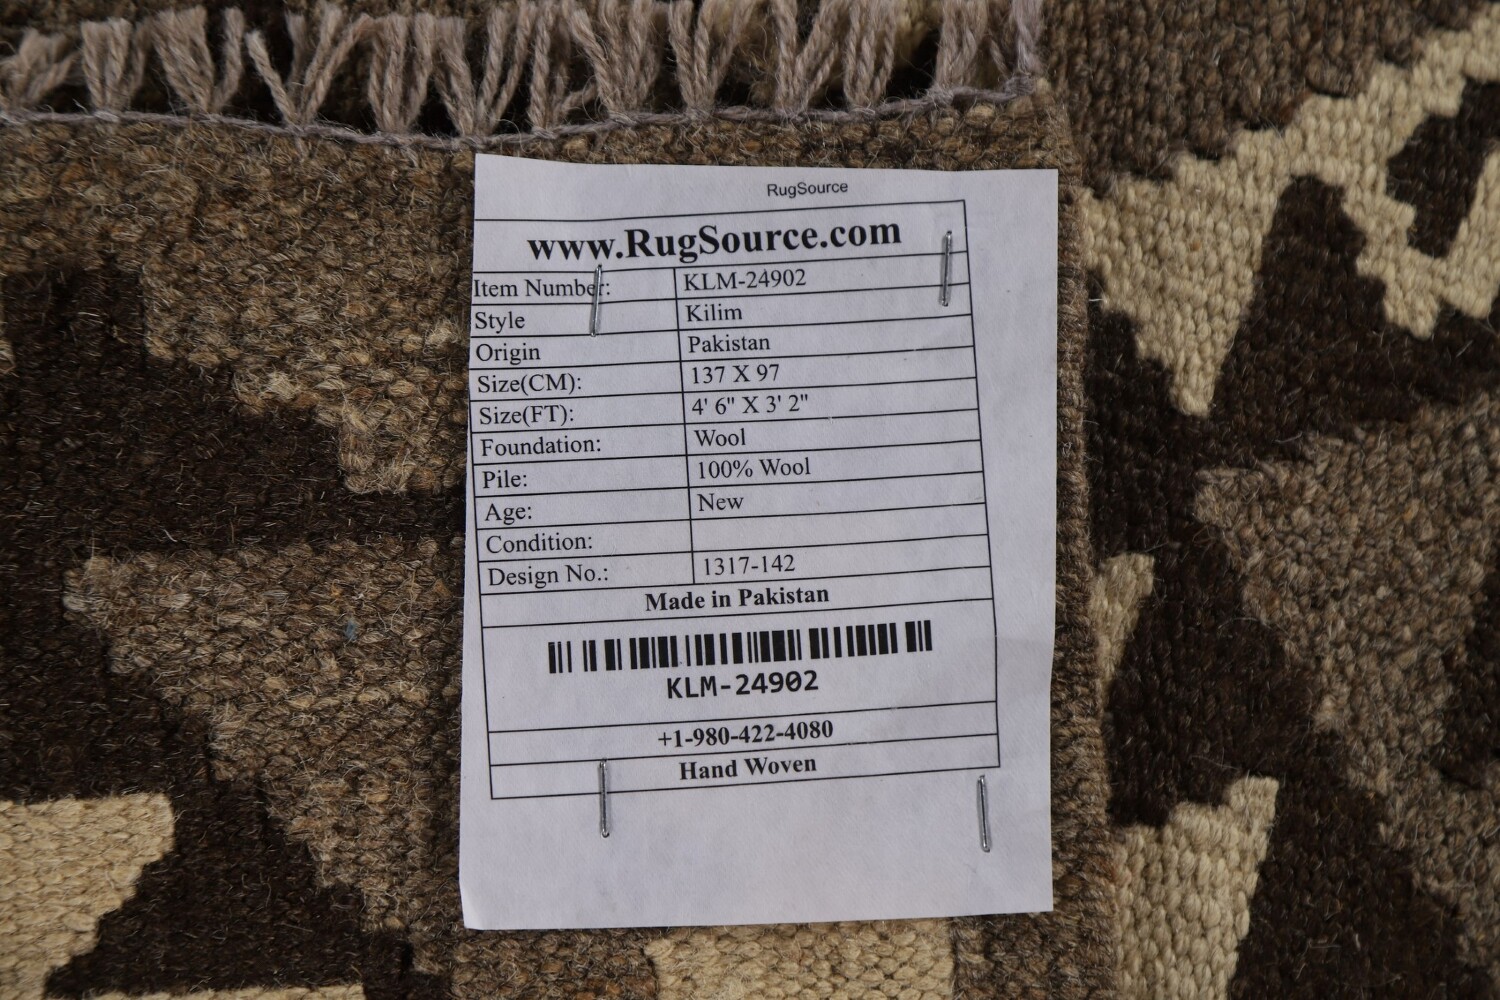 RugSource
www.RugSource.com
Item Number: KLM-24902
Style Kilim
Origin Pakistan
Size(CM): 137 X 97
Size(FT): 4' 6" X 3' 2"
Foundation: Wool
Pile: 100% Wool
Age: New
Condition:
Design No.: 1317-142
Made in Pakistan
KLM-24902
+1-980-422-4080
Hand Woven